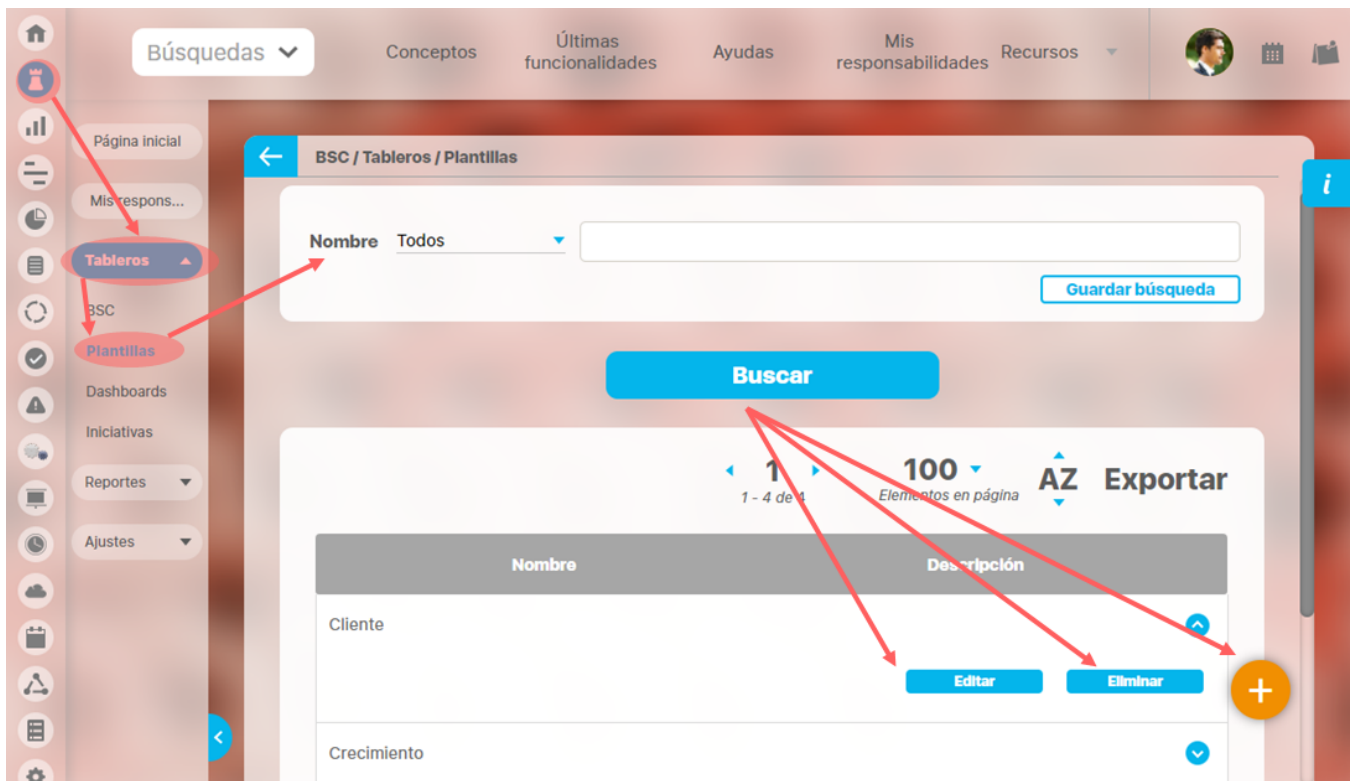 Búsquedas
Conceptos
Últimas
funcionalidades
Ayudas
Mis
responsabilidades
Recursos
Página inicial
Mis respons...
Tableros
BSC
Plantillas
Dashboards
Iniciativas
Reportes
Ajustes
BSC / Tableros / Plantillas
i
Nombre Todos
Guardar búsqueda
Buscar
1
1 - 4 de 4
100
Elementos en página
AZ
Exportar
Nombre Descripción
Cliente
Editar Eliminar
+
Crecimiento